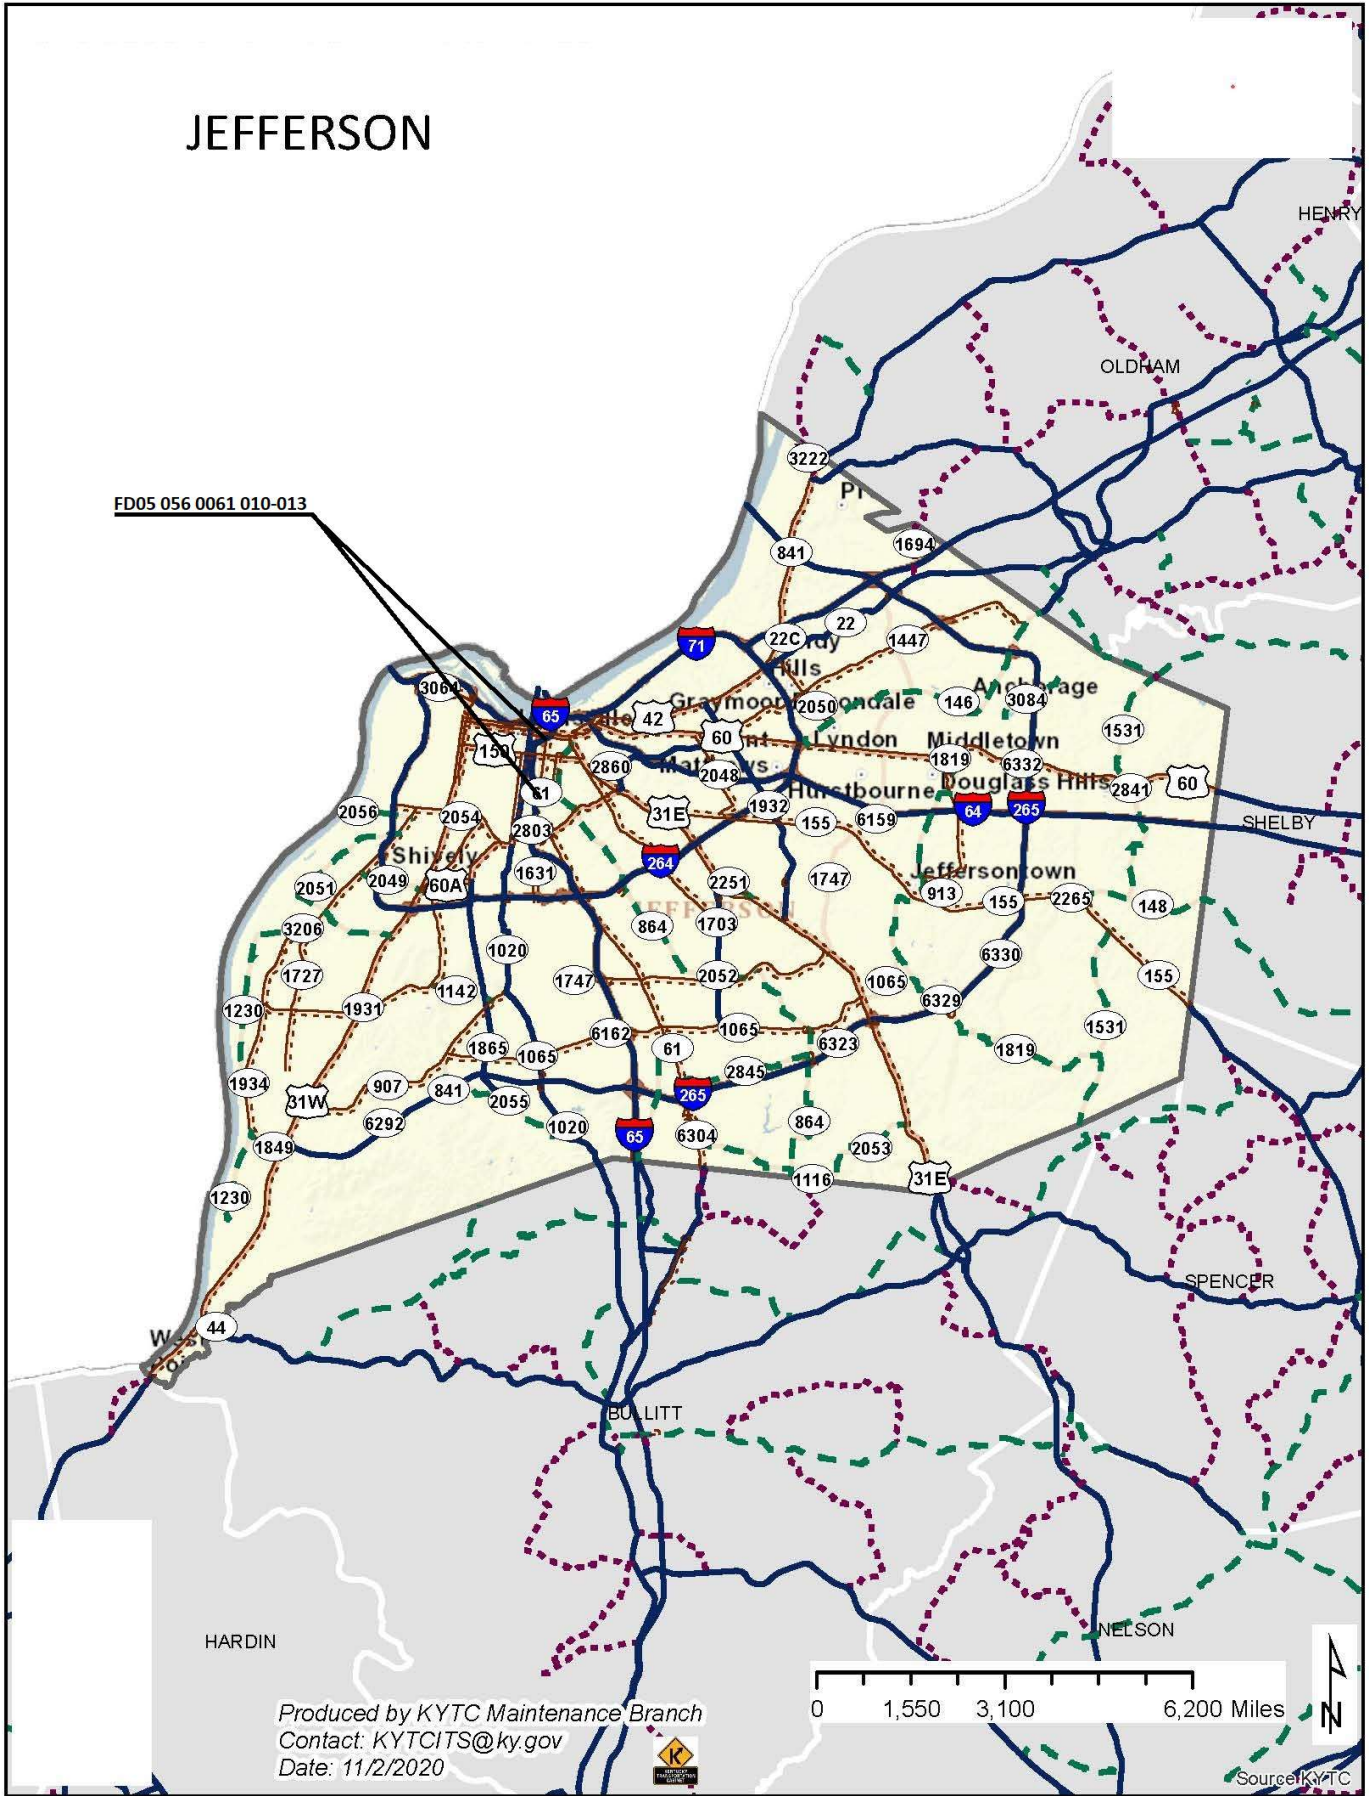 JEFFERSON
HENRY
OLDHAM
3222
FD05 056 0061 010-013
841
1694
22
22C
71
1447
Hills
3064
65
42
Graymoor
2050
146
Anchorage
3084
1531
150
60
Lyndon
Middletown
1819
6332
2860
2048
Hurstbourne
Douglass Hills
2841
60
61
2056
2054
2803
31E
1932
155
6159
64
265
SHELBY
Shively
264
Jeffersontown
2051
2049
60A
1631
2251
1747
913
155
2265
148
JEFFERSON
3206
864
1703
1020
6330
1727
1142
1747
2052
1065
155
1230
1931
6329
1865
1065
6162
61
1065
6323
1819
1531
1934
31W
907
841
2055
2845
265
6292
1020
65
6304
864
2053
1849
1116
31E
1230
44
SPENCER
BULLITT
HARDIN
NELSON
0 1,550 3,100 6,200 Miles
N
Produced by KYTC Maintenance Branch
Contact: KYTCITS@ky.gov
Date: 11/2/2020
K
KENTUCKY
TRANSPORTATION
CABINET
Source:KYTC